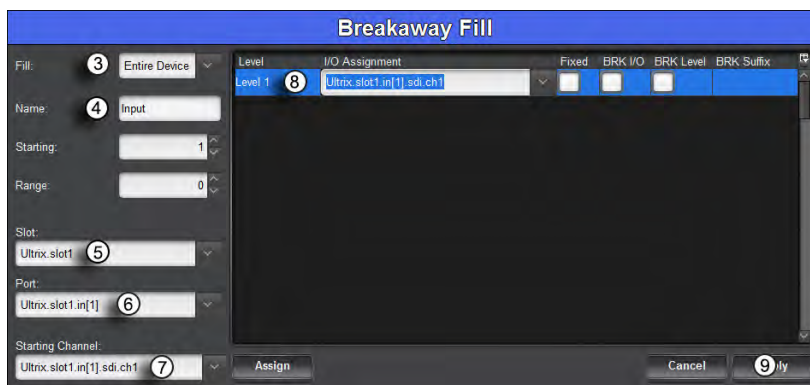 Breakaway Fill
Fill: 3 Entire Device
Name: 4 Input
Starting: 1
Range: 0
Slot:
Ultrix.slot1 5
Port:
Ultrix.slot1.in[1] 6
Starting Channel:
Ultrix.slot1.in[1].sdi.ch1 7
Level I/O Assignment Fixed BRK I/O BRK Level BRK Suffix
Level 1 8 Ultrix.slot1.in[1].sdi.ch1
Assign Cancel 9 ly